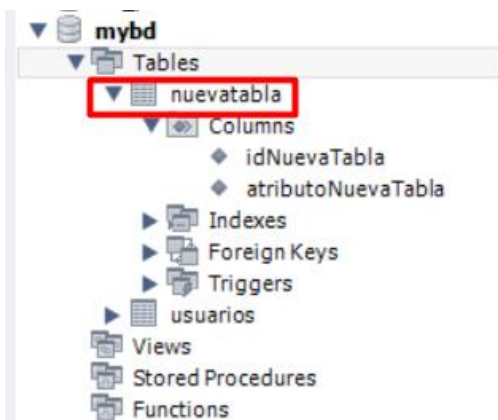 mybd
Tables
nuevatabla
Columns
idNuevaTabla
atributoNuevaTabla
Indexes
Foreign Keys
Triggers
usuarios
Views
Stored Procedures
Functions